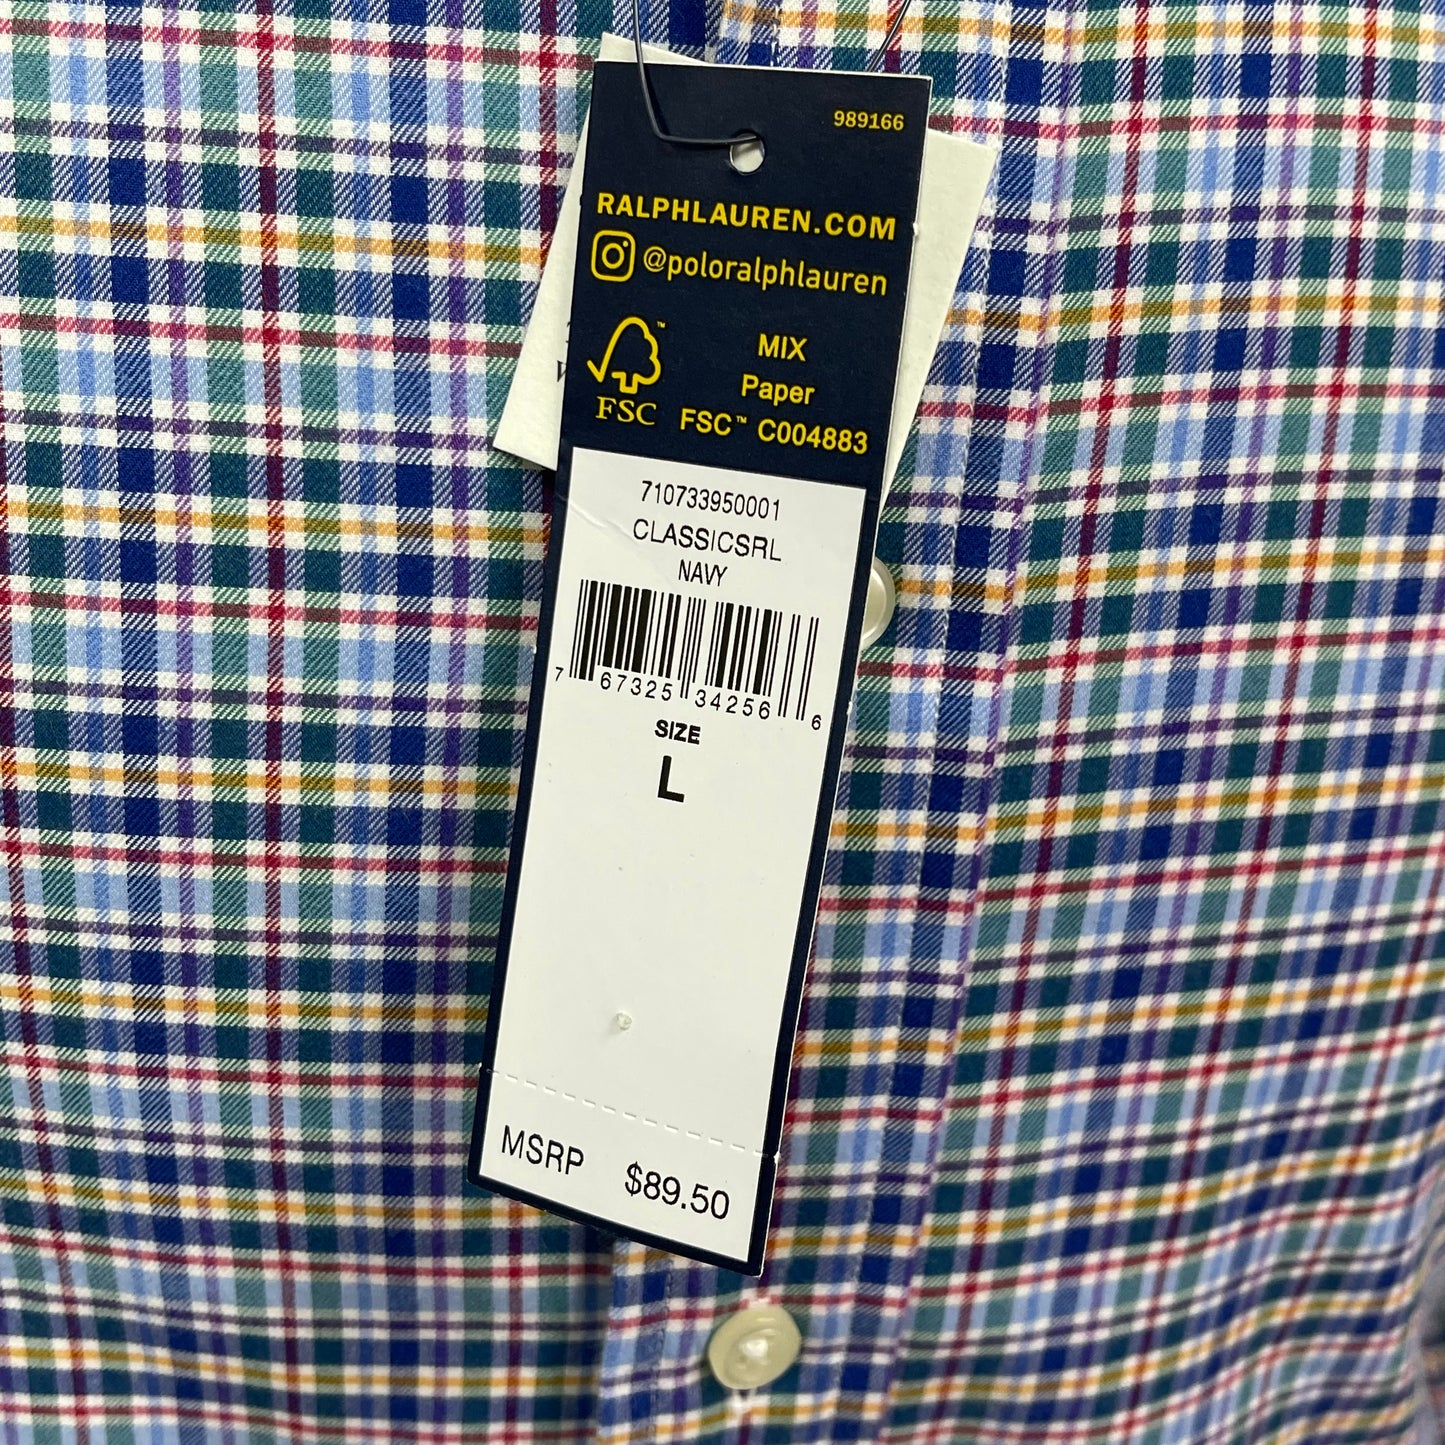 989166
RALPHLAUREN.COM
@poloralphlauren
MIX
Paper
FSC™ C004883
™
FSC
710733950001
CLASSICSRL
NAVY
7 67325 34256 6
SIZE
L
MSRP $89.50